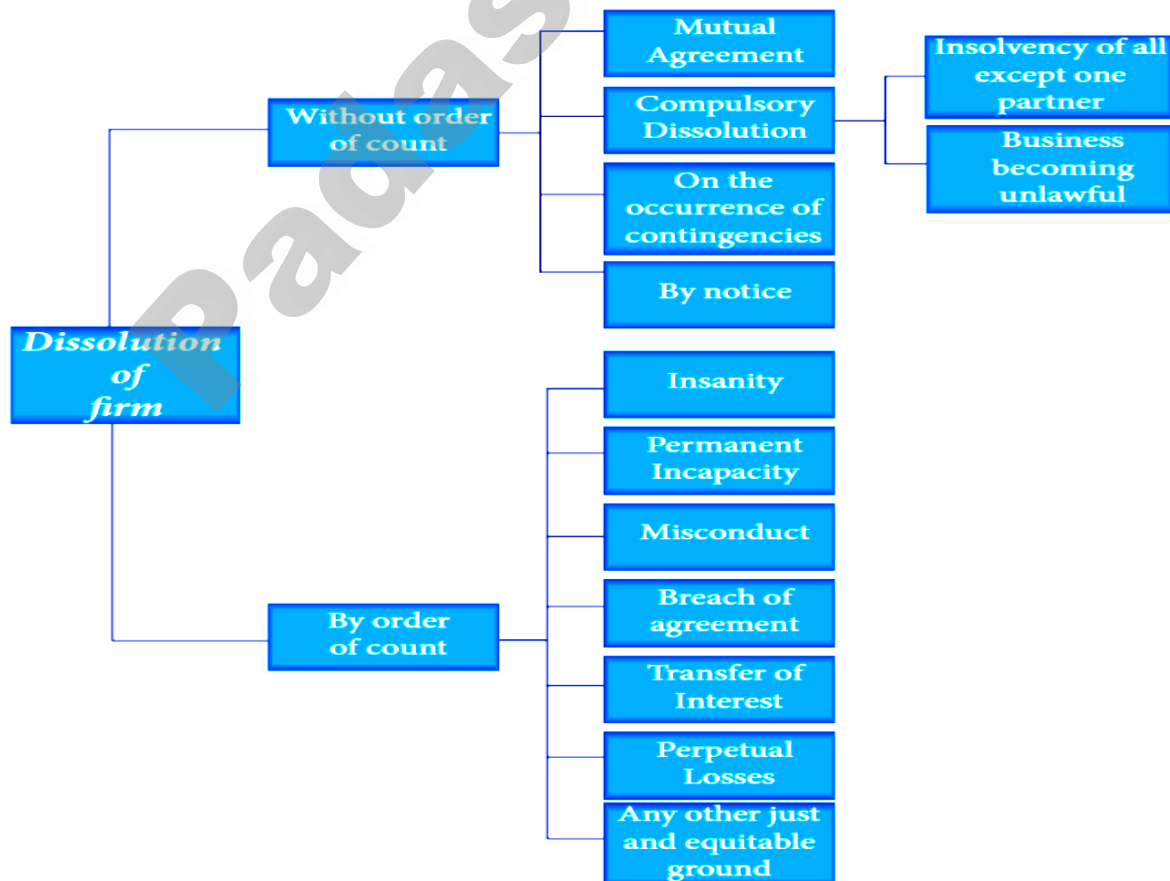 Mutual
Agreement
Insolvency of all
except one
partner
Without order
of count
Compulsory
Dissolution
Business
becoming
unlawful
On the
occurrence of
contingencies
By notice
Dissolution
of
firm
Insanity
Permanent
Incapacity
Misconduct
By order
of count
Breach of
agreement
Transfer of
Interest
Perpetual
Losses
Any other just
and equitable
ground
Padas